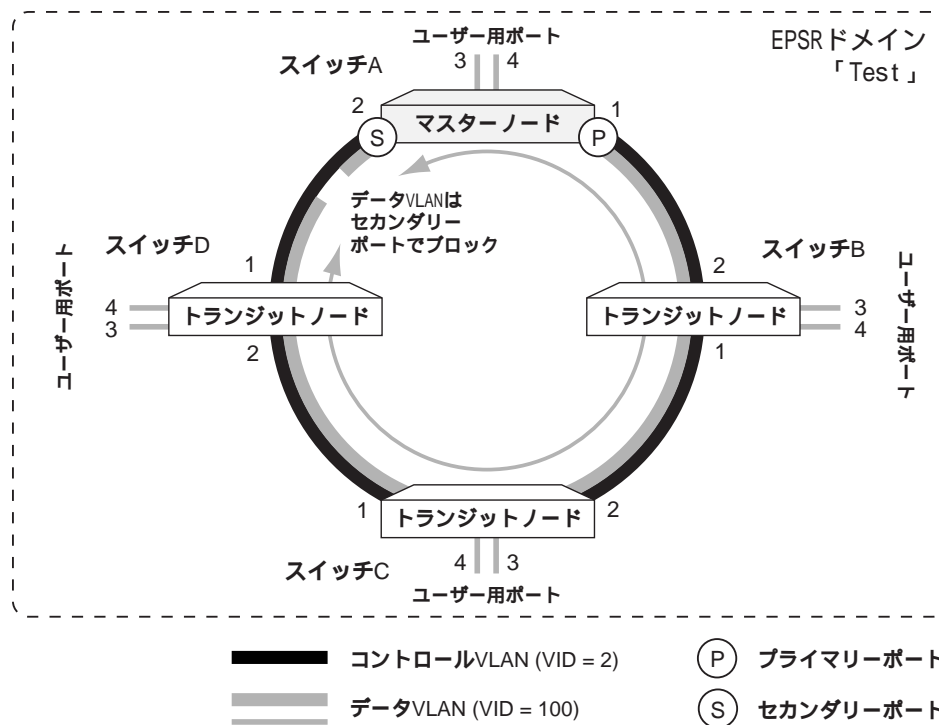 ユーザー用ポート
EPSRドメイン
「Test」
スイッチA
3 4
2
マスターノード
1
S
P
データVLANは
セカンダリー
ポートでブロック
スイッチD
スイッチB
ユーザー用ポート
1
2
ユーザー用ポート
4
トランジットノード
トランジットノード
3
3
4
2
1
1
トランジットノード
2
4 3
スイッチC
ユーザー用ポート
コントロールVLAN (VID = 2)
P プライマリーポート
データVLAN (VID = 100)
S セカンダリーポート